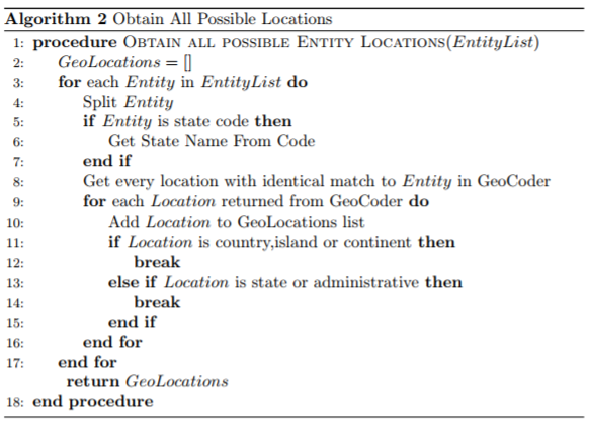 Algorithm 2 Obtain All Possible Locations
1: procedure OBTAIN ALL POSSIBLE ENTITY LOCATIONS(EntityList)
2: GeoLocations = []
3: for each Entity in EntityList do
4: Split Entity
5: if Entity is state code then
6: Get State Name From Code
7: end if
8: Get every location with identical match to Entity in GeoCoder
9: for each Location returned from GeoCoder do
10: Add Location to GeoLocations list
11: if Location is country,island or continent then
12: break
13: else if Location is state or administrative then
14: break
15: end if
16: end for
17: end for
return GeoLocations
18: end procedure